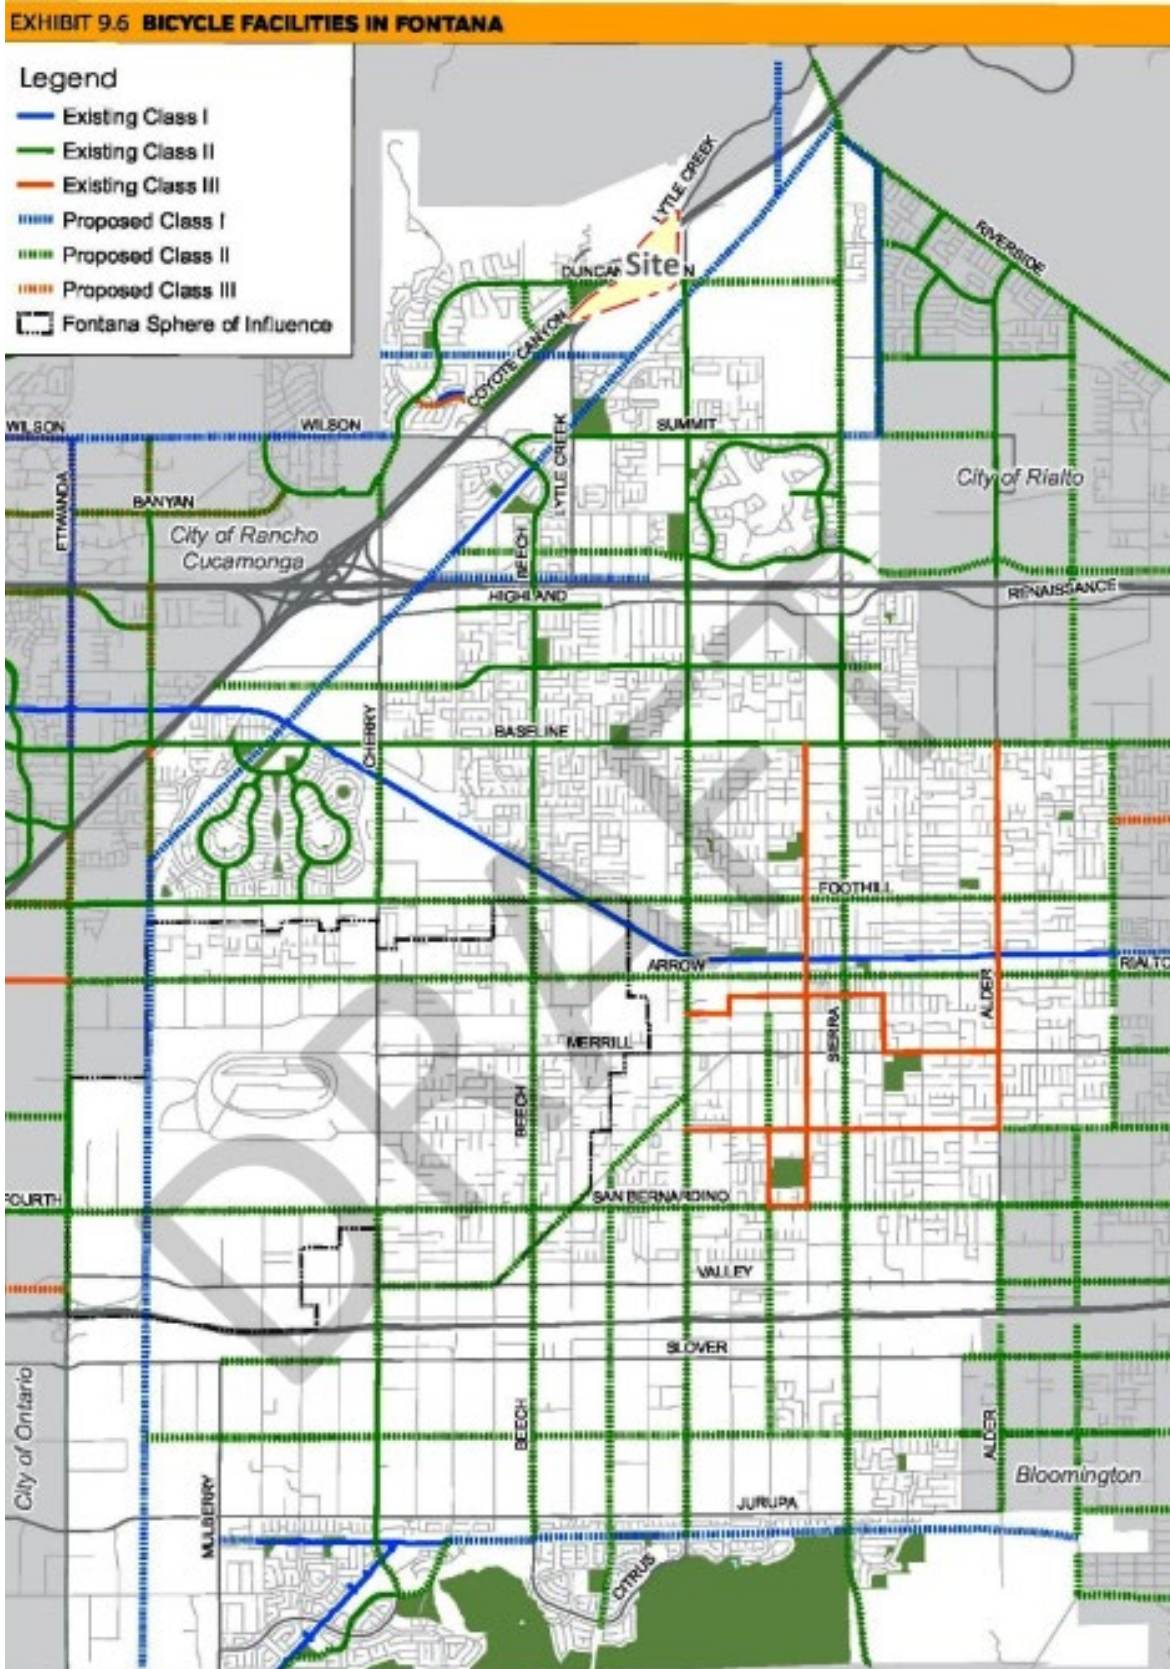 EXHIBIT 9.6 BICYCLE FACILITIES IN FONTANA
Legend
Existing Class I
Existing Class II
Existing Class III
Proposed Class I
Proposed Class II
Proposed Class III
Fontana Sphere of Influence
LYTLE CREEK
RIVERSIDE
Site
COYOTE CANYON
WILSON
WILSON
LYTLE CREEK
SUMMIT
ETIWANDA
BANYAN
City of Rialto
City of Rancho
Cucamonga
BEECH
HIGHLAND
RENAISSANCE
CHERRY
BASELINE
FOOTHILL
ARROW
RIALTO
ALDER
SIERRA
MERRILL
BEECH
FOURTH
SAN BERNARDINO
VALLEY
SLOVER
City of Ontario
BEECH
ALDER
Bloomington
MULBERRY
JURUPA
CITRUS
DRAFT